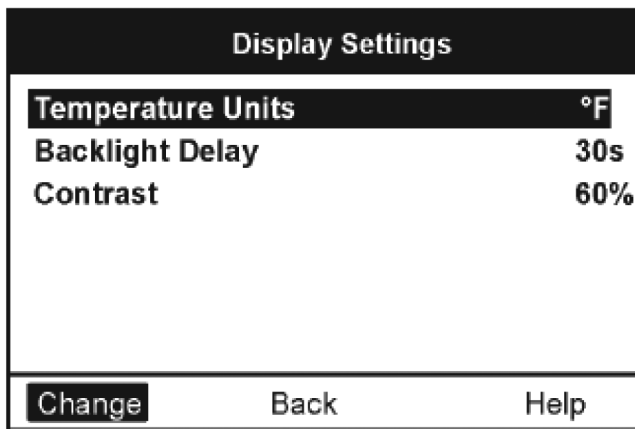 Display Settings
Temperature Units °F
Backlight Delay 30s
Contrast 60%
Change Back Help